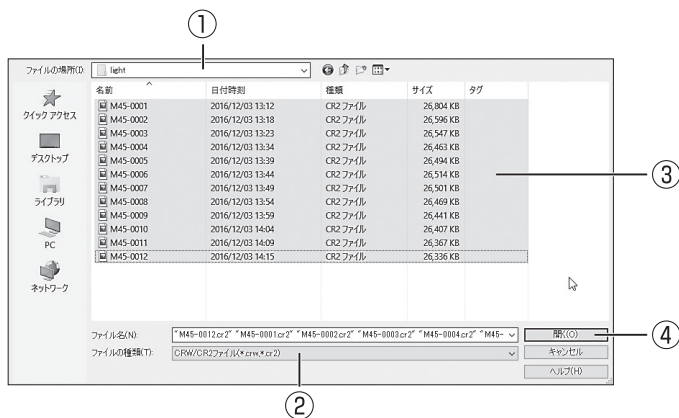 ①
ファイルの場所(I): light
名前 日付時刻 種類 サイズ タグ
M45-0001 2016/12/03 13:12 CR2 ファイル 26,804 KB
M45-0002 2016/12/03 13:18 CR2 ファイル 26,596 KB
M45-0003 2016/12/03 13:23 CR2 ファイル 26,547 KB
M45-0004 2016/12/03 13:34 CR2 ファイル 26,463 KB
M45-0005 2016/12/03 13:39 CR2 ファイル 26,494 KB
M45-0006 2016/12/03 13:44 CR2 ファイル 26,514 KB
M45-0007 2016/12/03 13:49 CR2 ファイル 26,501 KB
M45-0008 2016/12/03 13:54 CR2 ファイル 26,469 KB
M45-0009 2016/12/03 13:59 CR2 ファイル 26,441 KB
M45-0010 2016/12/03 14:04 CR2 ファイル 26,407 KB
M45-0011 2016/12/03 14:09 CR2 ファイル 26,367 KB
M45-0012 2016/12/03 14:15 CR2 ファイル 26,336 KB
クイック アクセス
デスクトップ
ライブラリ
PC
ネットワーク
③
ファイル名(N): "M45-0012.cr2" "M45-0001.cr2" "M45-0002.cr2" "M45-0003.cr2" "M45-0004.cr2" "M45- 開く(O)
④
ファイルの種類(T): CRW/CR2ファイル(*.crw,*.cr2) キャンセル
ヘルプ(H)
②